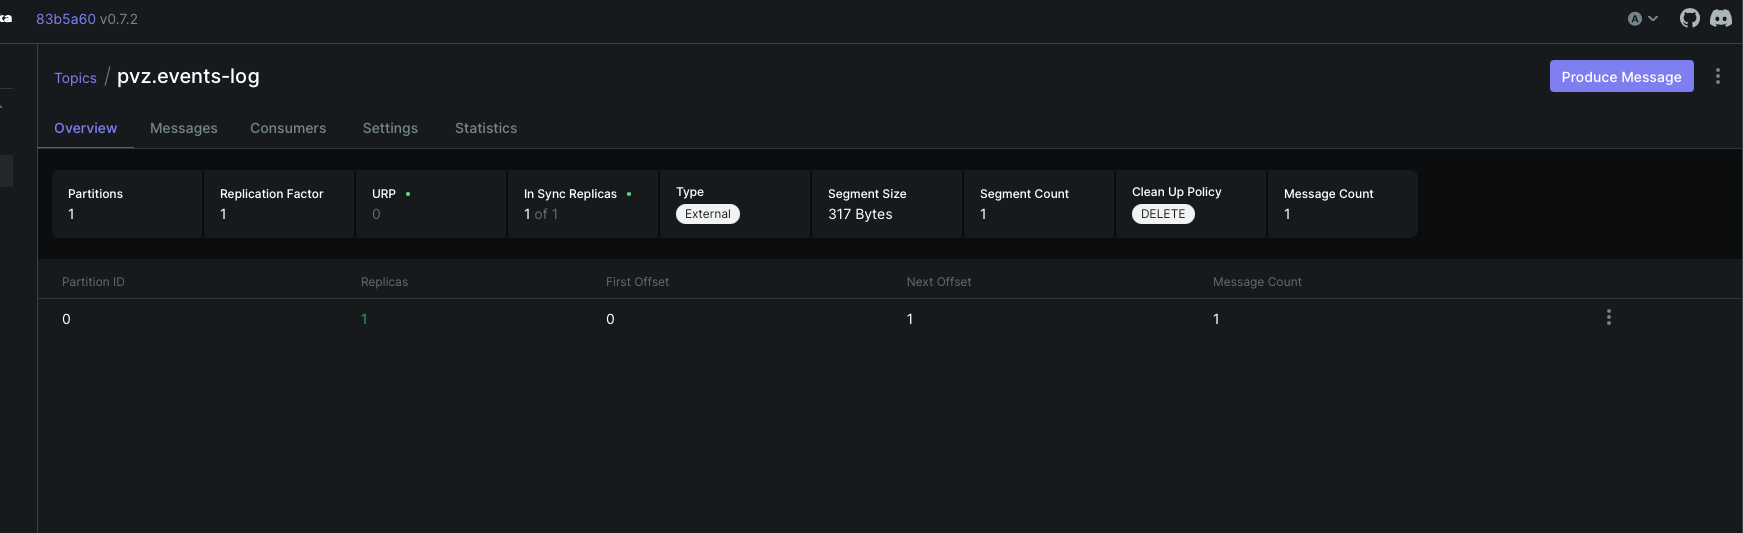 ka 83b5a60 v0.7.2 A
Topics / pvz.events-log Produce Message
Overview Messages Consumers Settings Statistics
Partitions Replication Factor URP In Sync Replicas Type Segment Size Segment Count Clean Up Policy Message Count
1 1 0 1 of 1 External 317 Bytes 1 DELETE 1
Partition ID Replicas First Offset Next Offset Message Count
0 1 0 1 1